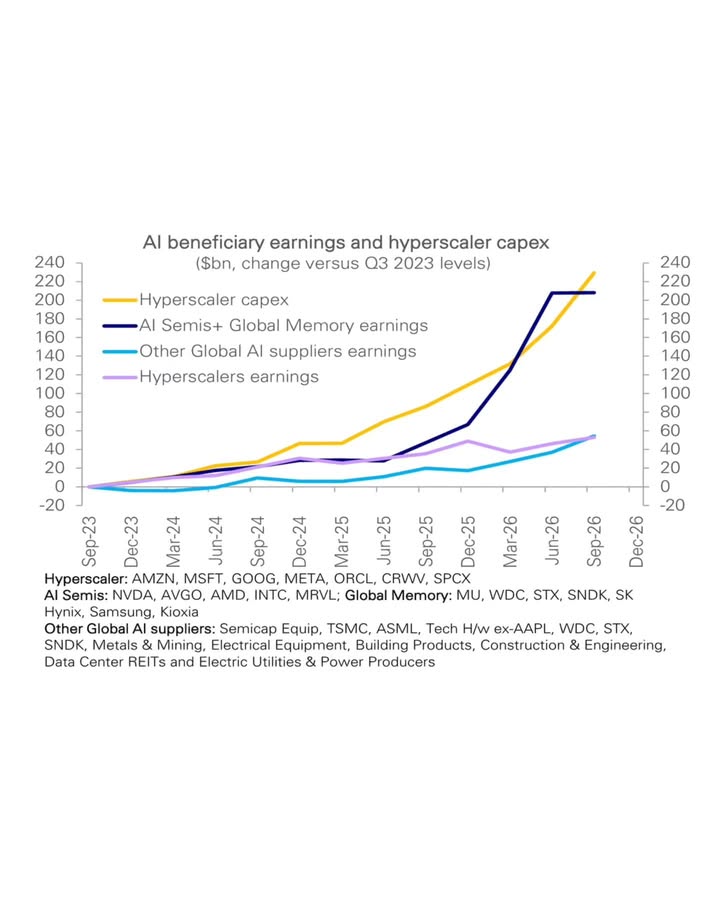 AI beneficiary earnings and hyperscaler capex
($bn, change versus Q3 2023 levels)
240
220
200
180
160
140
120
100
80
60
40
20
0
-20
Hyperscaler capex
AI Semis+ Global Memory earnings
Other Global AI suppliers earnings
Hyperscalers earnings
240
220
200
180
160
140
120
100
80
60
40
20
0
-20
Sep-23
Dec-23
Mar-24
Jun-24
Sep-24
Dec-24
Mar-25
Jun-25
Sep-25
Dec-25
Mar-26
Jun-26
Sep-26
Dec-26
Hyperscaler: AMZN, MSFT, GOOG, META, ORCL, CRWV, SPCX
AI Semis: NVDA, AVGO, AMD, INTC, MRVL; Global Memory: MU, WDC, STX, SNDK, SK
Hynix, Samsung, Kioxia
Other Global AI suppliers: Semicap Equip, TSMC, ASML, Tech H/w ex-AAPL, WDC, STX,
SNDK, Metals & Mining, Electrical Equipment, Building Products, Construction & Engineering,
Data Center REITs and Electric Utilities & Power Producers